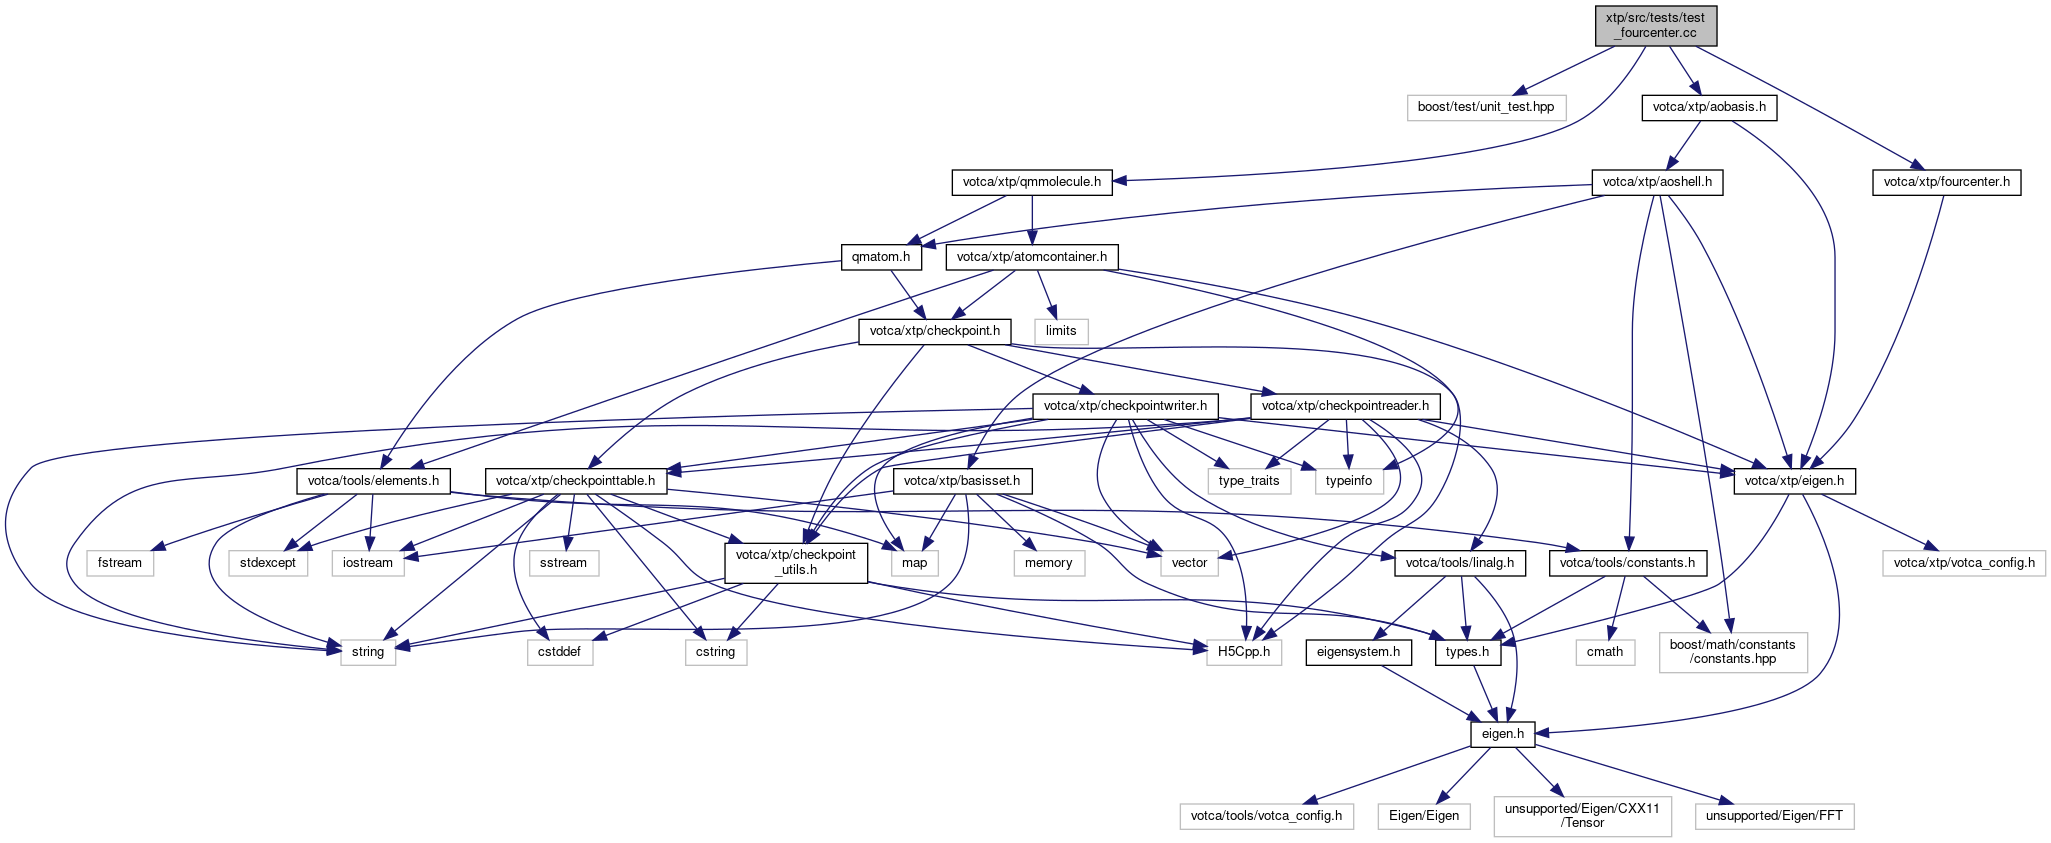 xtp/src/tests/test
_fourcenter.cc
boost/test/unit_test.hpp
votca/xtp/aobasis.h
votca/xtp/qmmolecule.h
votca/xtp/aoshell.h
votca/xtp/fourcenter.h
qmatom.h
votca/xtp/atomcontainer.h
votca/xtp/checkpoint.h
limits
votca/xtp/checkpointwriter.h
votca/xtp/checkpointreader.h
votca/tools/elements.h
votca/xtp/checkpointtable.h
votca/xtp/basisset.h
type_traits
typeinfo
votca/xtp/eigen.h
fstream
stdexcept
iostream
sstream
votca/xtp/checkpoint
_utils.h
map
memory
vector
votca/tools/linalg.h
votca/tools/constants.h
votca/xtp/votca_config.h
string
cstddef
cstring
H5Cpp.h
eigensystem.h
types.h
cmath
boost/math/constants
/constants.hpp
eigen.h
votca/tools/votca_config.h
Eigen/Eigen
unsupported/Eigen/CXX11
/Tensor
unsupported/Eigen/FFT